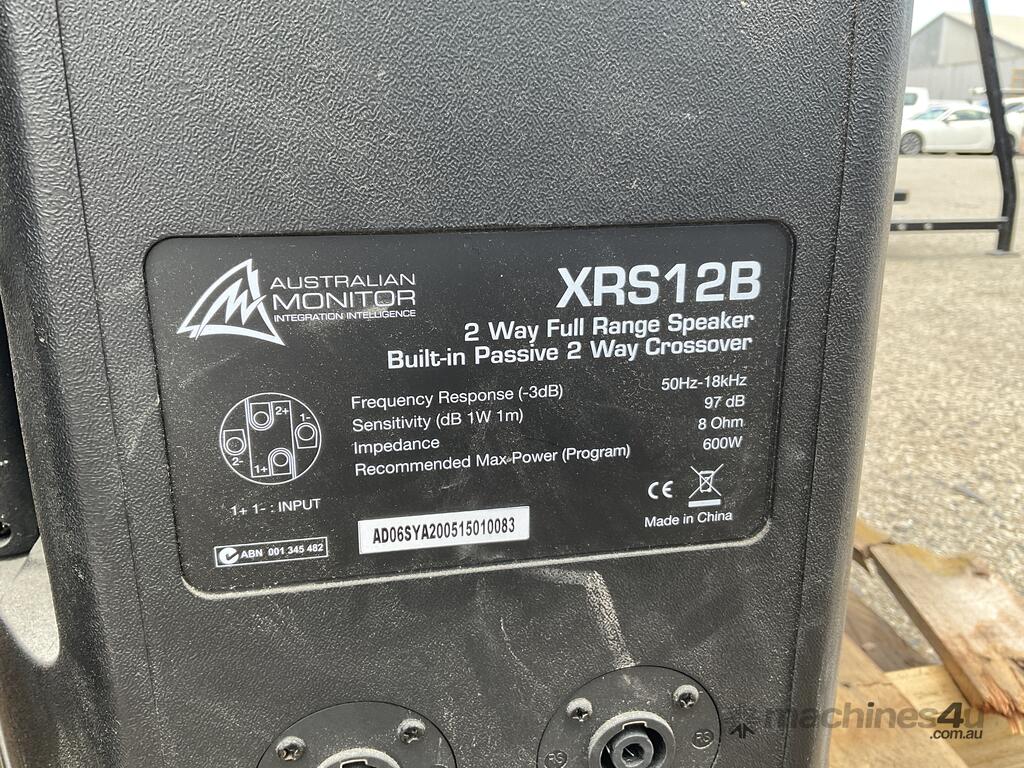 AUSTRALIAN
MONITOR
INTEGRATION INTELLIGENCE
XRS12B
2 Way Full Range Speaker
Built-in Passive 2 Way Crossover
Frequency Response (-3dB) 50Hz-18kHz
Sensitivity (dB 1W 1m) 97 dB
Impedance 8 Ohm
Recommended Max Power (Program) 600W
2+ 1-
2- 1+
1+ 1- : INPUT
CE
Made in China
AD06SYA200515010083
ABN 001 345 482
machines4u
.com.au